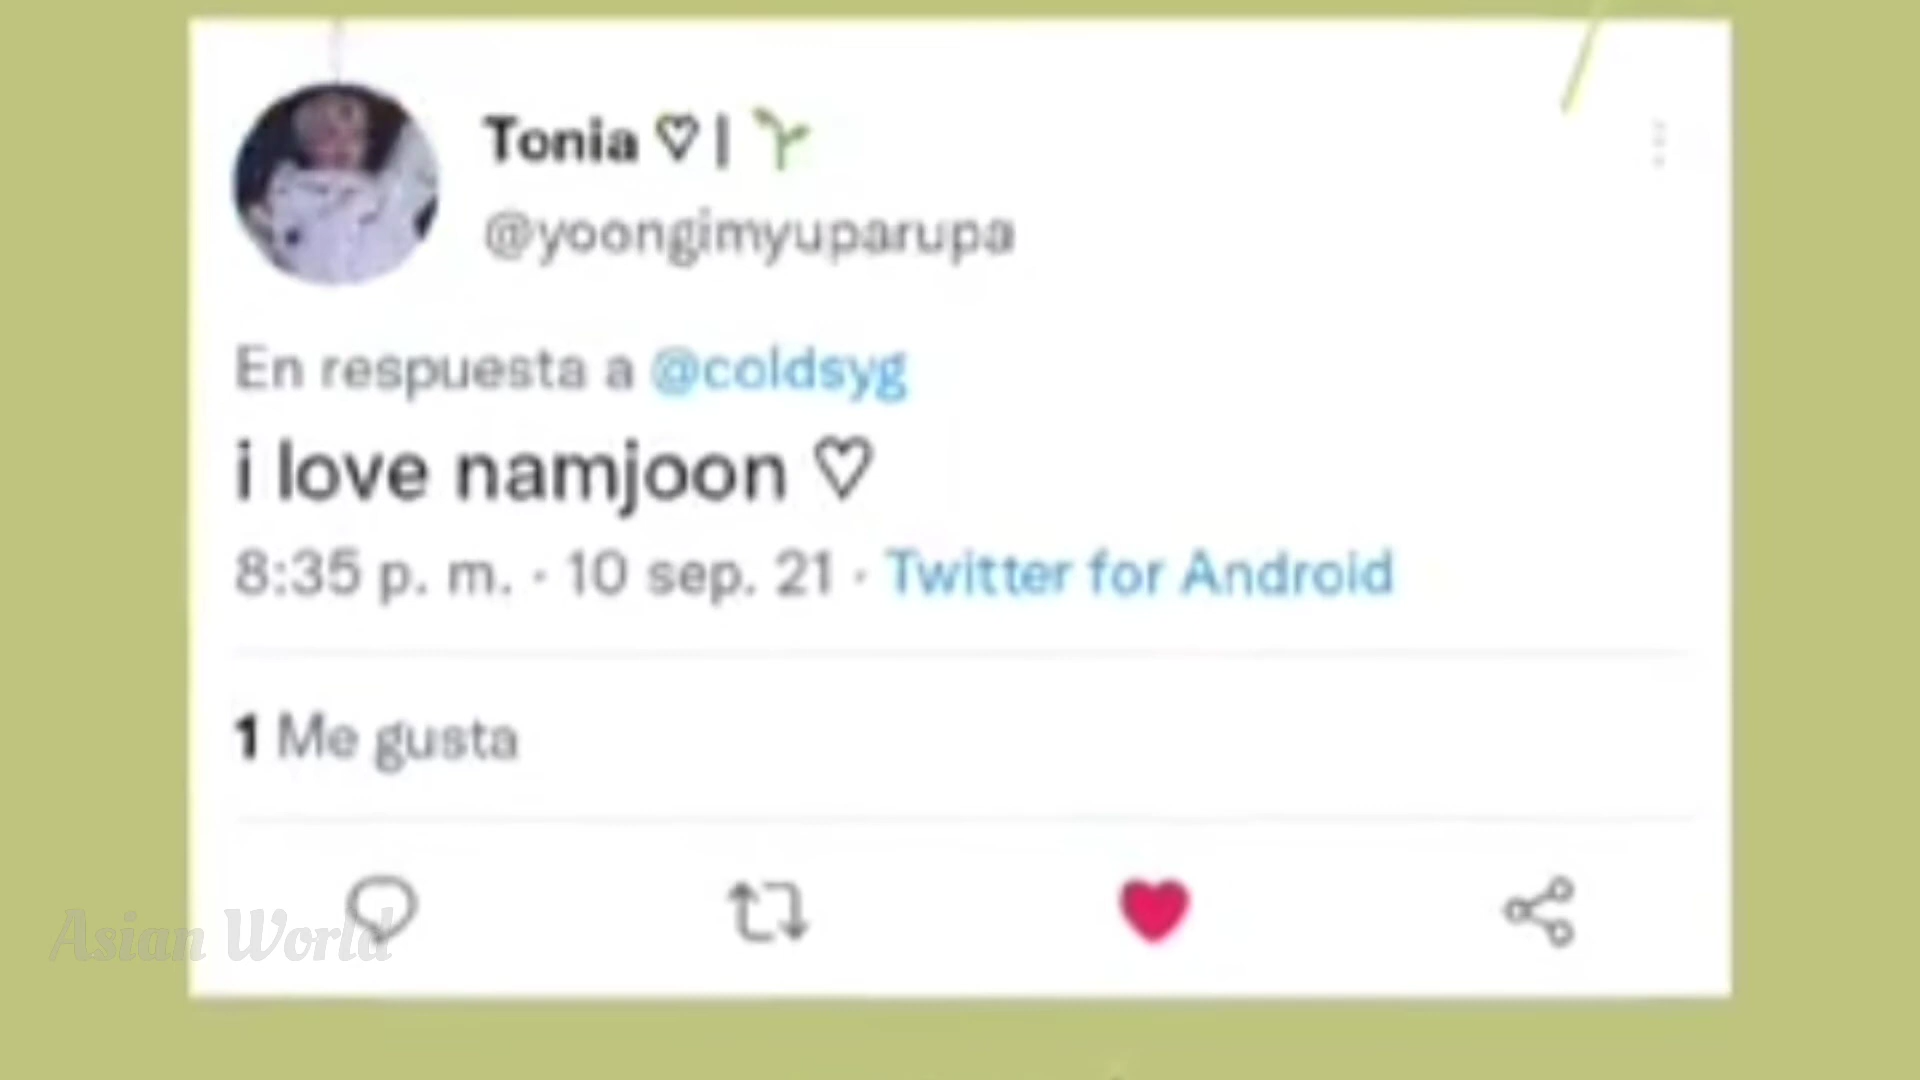 Tonia ♡ | 🌱
@yoongimyuparupa
En respuesta a @coldsyg
i love namjoon ♡
8:35 p. m. · 10 sep. 21 · Twitter for Android
1 Me gusta
Asian World